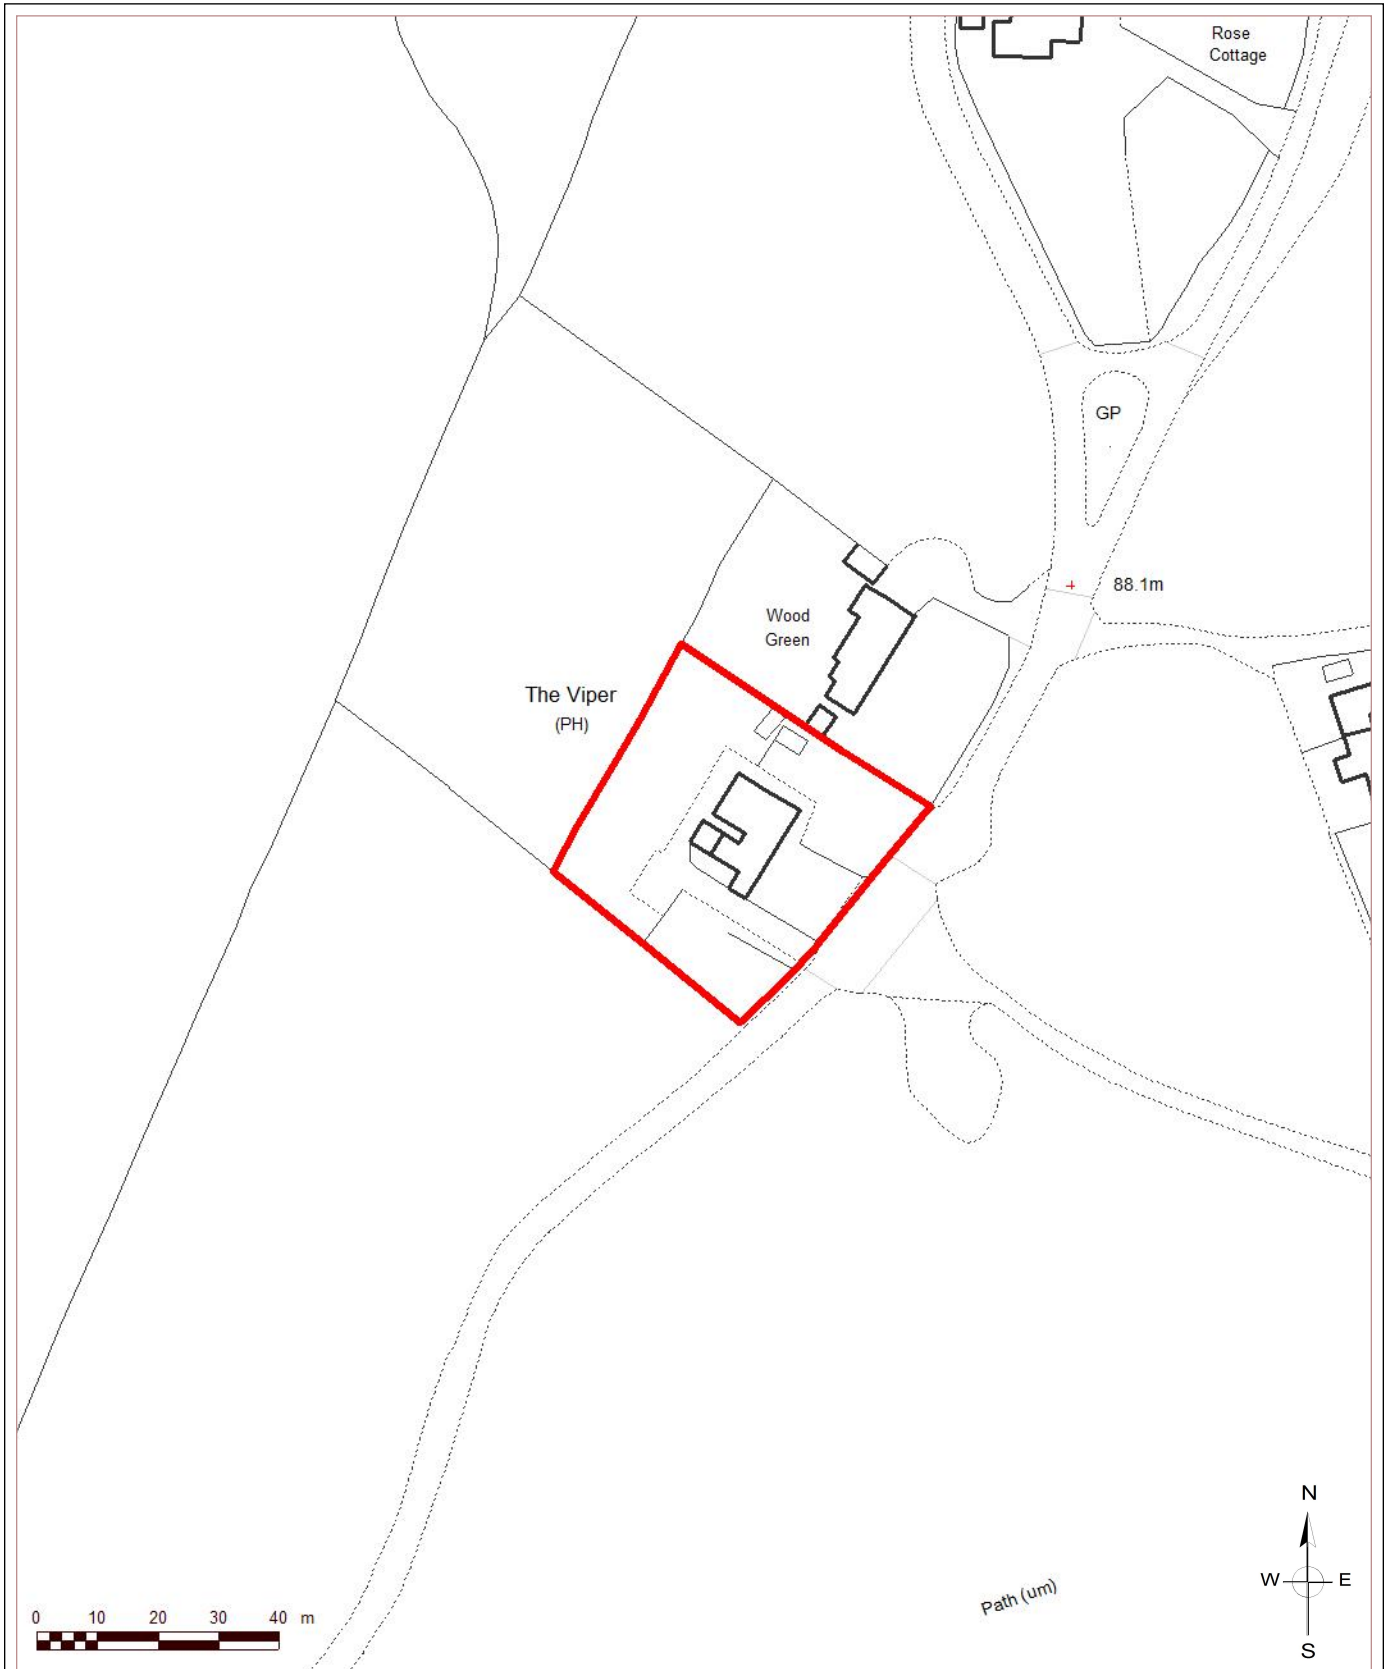 Rose
Cottage
GP
88.1m
Wood
Green
The Viper
(PH)
N
W E
S
Path (um)
0 10 20 30 40 m